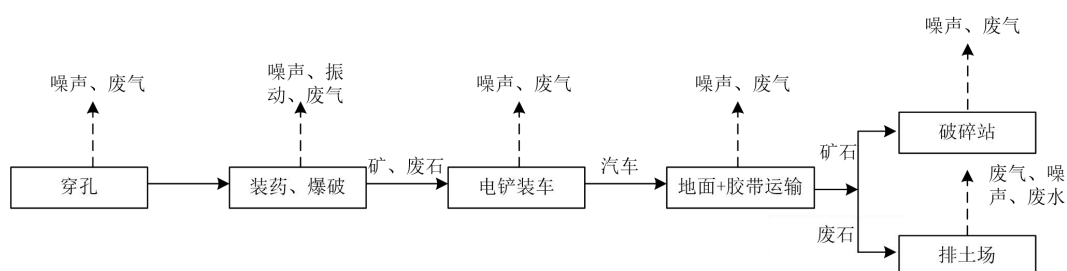 噪声、废气
噪声、振
动、废气
噪声、废气
噪声、废气
噪声、废气
穿孔
装药、爆破
矿、废石
电铲装车
汽车
地面+胶带运输
矿石
破碎站
废气、噪
声、废水
废石
排土场